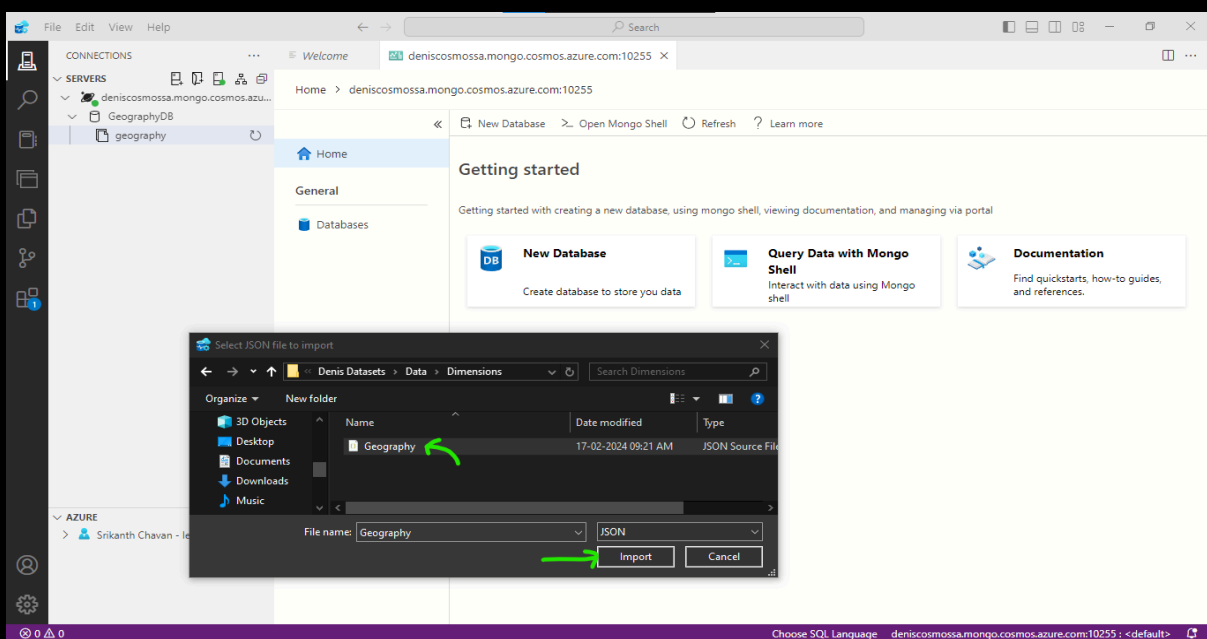 File Edit View Help
Search
CONNECTIONS
SERVERS
deniscosmossa.mongo.cosmos.azu...
GeographyDB
geography
AZURE
Srikanth Chavan - le
Welcome
deniscosmossa.mongo.cosmos.azure.com:10255
Home > deniscosmossa.mongo.cosmos.azure.com:10255
New Database Open Mongo Shell Refresh Learn more
Home
General
Databases
Getting started
Getting started with creating a new database, using mongo shell, viewing documentation, and managing via portal
DB
New Database
Create database to store you data
Query Data with Mongo
Shell
Interact with data using Mongo
shell
Documentation
Find quickstarts, how-to guides,
and references.
Select JSON file to import
Denis Datasets > Data > Dimensions
Search Dimensions
Organize New folder
3D Objects
Desktop
Documents
Downloads
Music
Name Date modified Type
Geography 17-02-2024 09:21 AM JSON Source File
File name: Geography JSON
Import Cancel
1
0 0
Choose SQL Language deniscosmossa.mongo.cosmos.azure.com:10255 : <default>